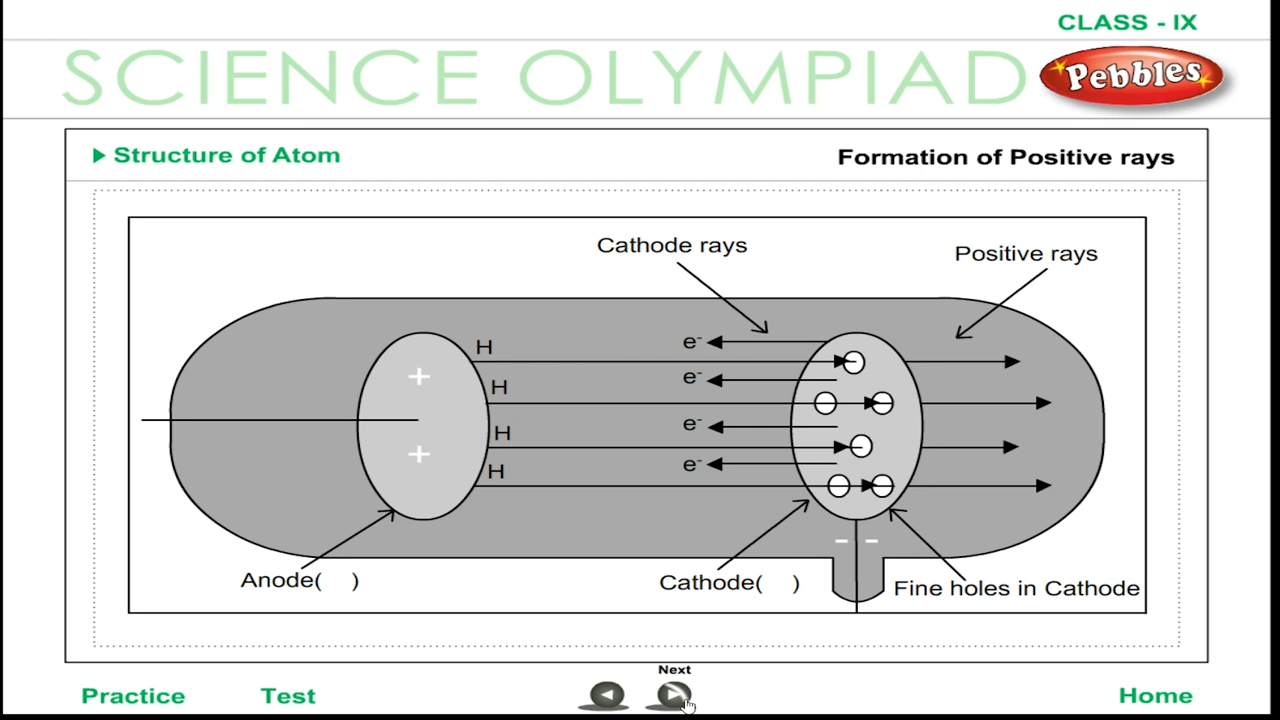 CLASS - IX
SCIENCE OLYMPIAD
Pebbles
Structure of Atom
Formation of Positive rays
Cathode rays
Positive rays
H
e-
+
H
e-
H
e-
+
H
e-
- -
Anode( )
Cathode( )
Fine holes in Cathode
Next
Practice
Test
Home